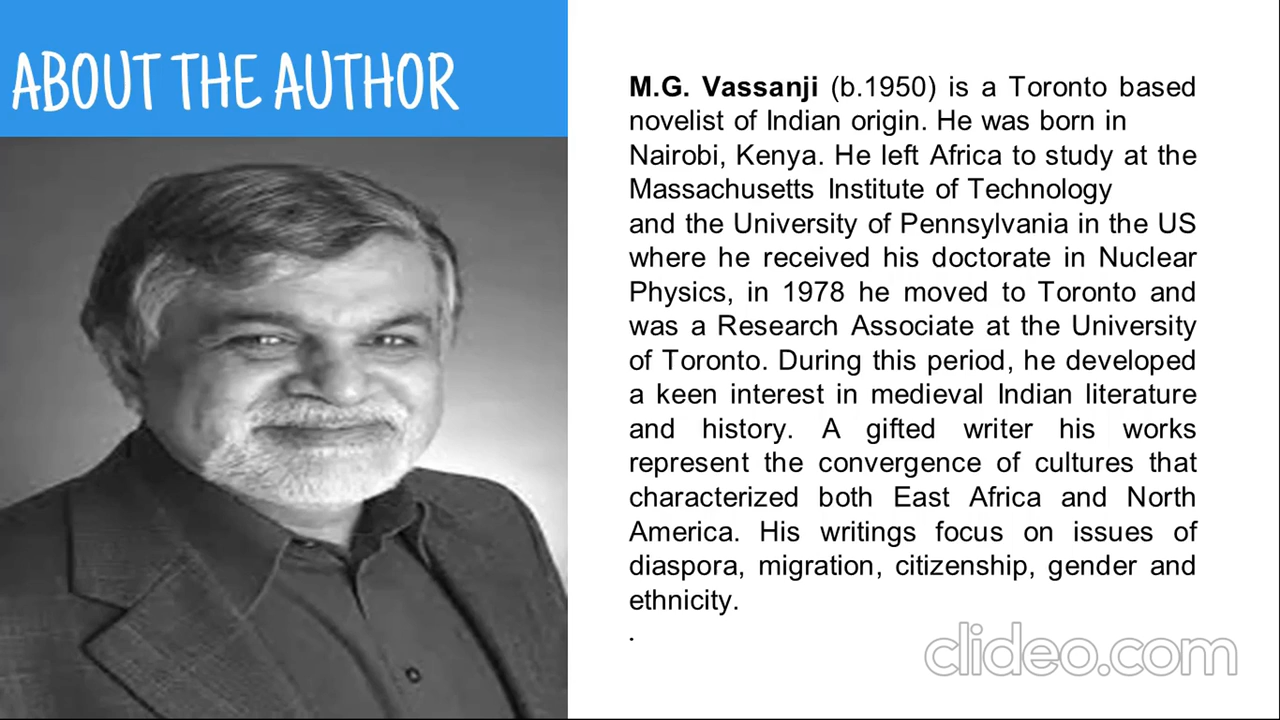 ABOUT THE AUTHOR
M.G. Vassanji (b.1950) is a Toronto based
novelist of Indian origin. He was born in
Nairobi, Kenya. He left Africa to study at the
Massachusetts Institute of Technology
and the University of Pennsylvania in the US
where he received his doctorate in Nuclear
Physics, in 1978 he moved to Toronto and
was a Research Associate at the University
of Toronto. During this period, he developed
a keen interest in medieval Indian literature
and history. A gifted writer his works
represent the convergence of cultures that
characterized both East Africa and North
America. His writings focus on issues of
diaspora, migration, citizenship, gender and
ethnicity.
.
clideo.com